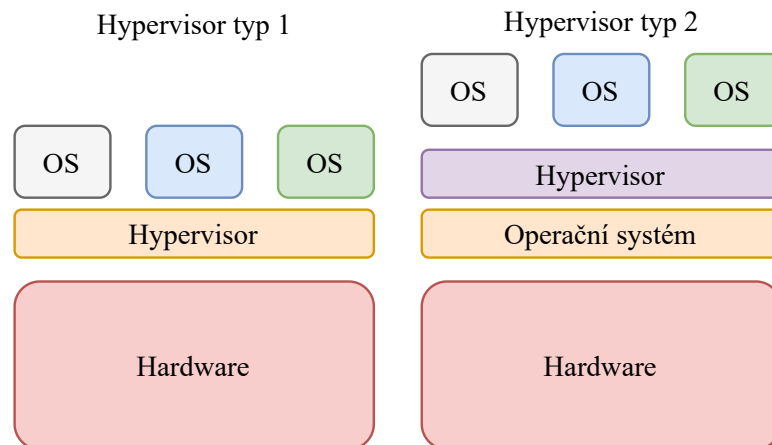 Hypervisor typ 1
OS
OS
OS
Hypervisor
Hardware
Hypervisor typ 2
OS
OS
OS
Hypervisor
Operační systém
Hardware